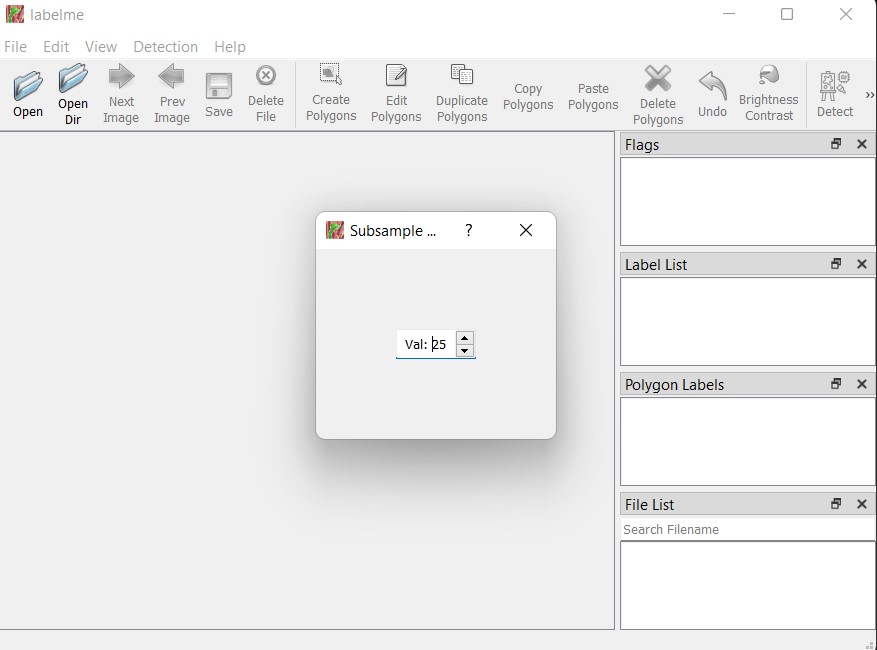 labelme
File Edit View Detection Help
Open
Open Dir
Next Image
Prev Image
Save
Delete File
Create Polygons
Edit Polygons
Duplicate Polygons
Copy Polygons
Paste Polygons
Delete Polygons
Undo
Brightness Contrast
Detect
»
Flags
Subsample ... ?
Label List
Val: 25
Polygon Labels
File List
Search Filename